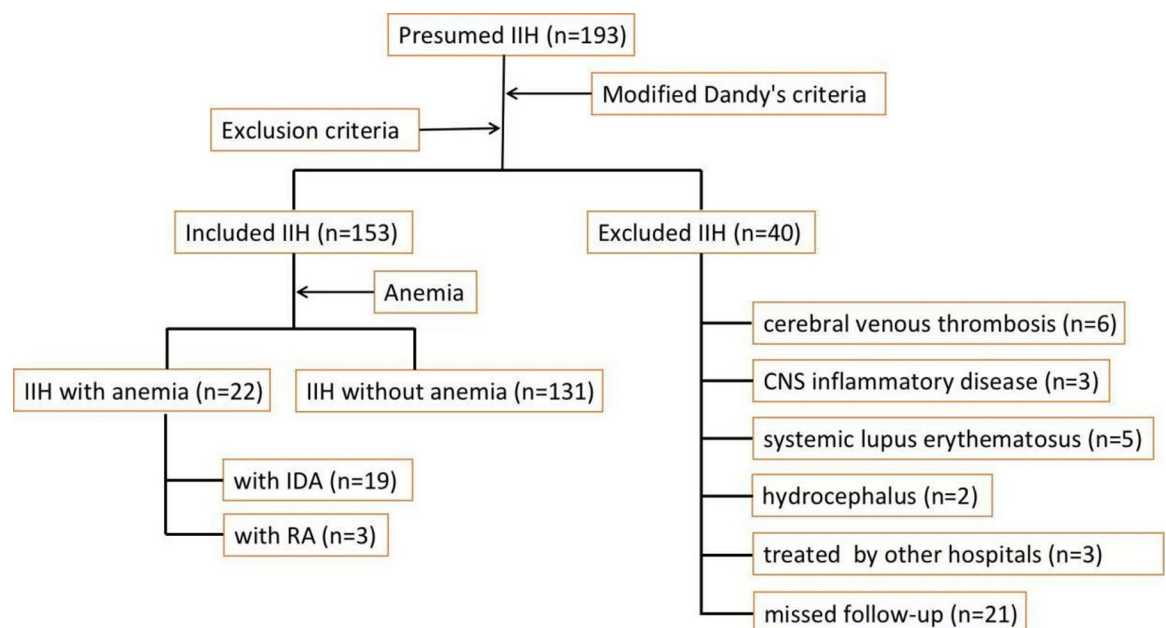 Presumed IIH (n=193)
Modified Dandy's criteria
Exclusion criteria
Included IIH (n=153)
Excluded IIH (n=40)
Anemia
cerebral venous thrombosis (n=6)
IIH with anemia (n=22)
IIH without anemia (n=131)
CNS inflammatory disease (n=3)
systemic lupus erythematosus (n=5)
with IDA (n=19)
hydrocephalus (n=2)
with RA (n=3)
treated  by other hospitals (n=3)
missed follow-up (n=21)